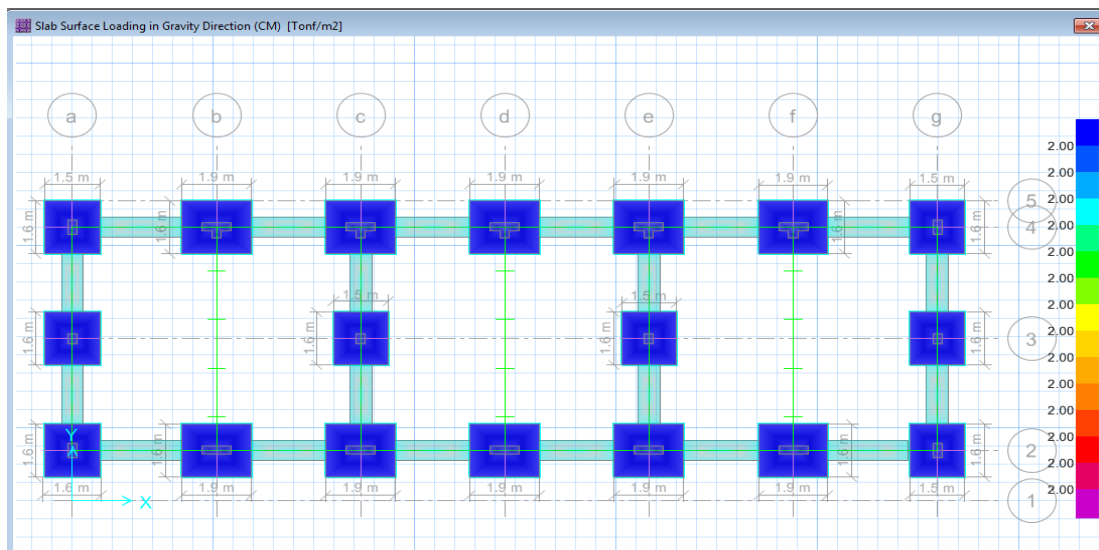 Slab Surface Loading in Gravity Direction (CM) [Tonf/m2]
a b c d e f g
1.5 m 1.9 m 1.9 m 1.9 m 1.9 m 1.9 m 1.5 m
1.6 m 1.6 m 1.6 m 1.6 m
5
4
1.5 m 1.5 m
1.6 m 1.6 m 1.6 m 1.6 m
3
Y
1.6 m 1.6 m 1.6 m 1.6 m
2
1.6 m 1.9 m 1.9 m 1.9 m 1.9 m 1.9 m 1.5 m
X
1
2.00
2.00
2.00
2.00
2.00
2.00
2.00
2.00
2.00
2.00
2.00
2.00
2.00
2.00